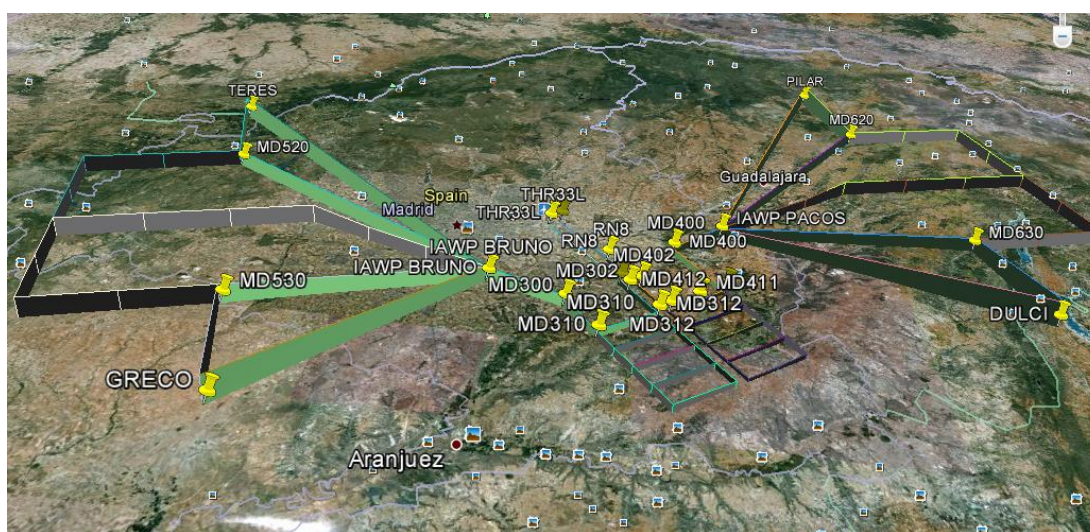 PILAR
TERES
MD620
MD520
Guadalajara
Spain
Madrid
THR33L
THR33L
MD400
IAWP PACOS
MD400
RN8
RN8
IAWP BRUNO
IAWP BRUNO
MD402
MD630
MD302
MD412
MD411
MD530
MD300
MD310
MD312
MD310
MD312
DULCI
GRECO
Aranjuez